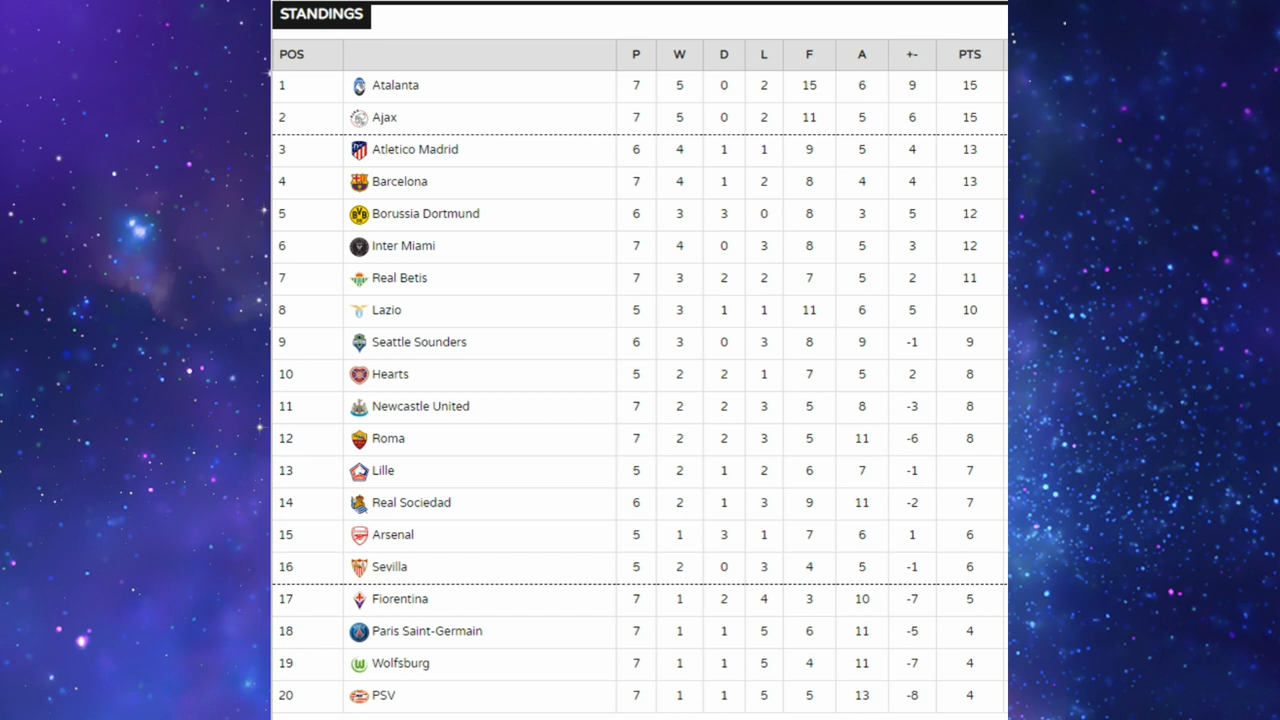 STANDINGS
POS P W D L F A +- PTS
1 Atalanta 7 5 0 2 15 6 9 15
2 Ajax 7 5 0 2 11 5 6 15
3 Atletico Madrid 6 4 1 1 9 5 4 13
4 Barcelona 7 4 1 2 8 4 4 13
5 Borussia Dortmund 6 3 3 0 8 3 5 12
6 Inter Miami 7 4 0 3 8 5 3 12
7 Real Betis 7 3 2 2 7 5 2 11
8 Lazio 5 3 1 1 11 6 5 10
9 Seattle Sounders 6 3 0 3 8 9 -1 9
10 Hearts 5 2 2 1 7 5 2 8
11 Newcastle United 7 2 2 3 5 8 -3 8
12 Roma 7 2 2 3 5 11 -6 8
13 Lille 5 2 1 2 6 7 -1 7
14 Real Sociedad 6 2 1 3 9 11 -2 7
15 Arsenal 5 1 3 1 7 6 1 6
16 Sevilla 5 2 0 3 4 5 -1 6
17 Fiorentina 7 1 2 4 3 10 -7 5
18 Paris Saint-Germain 7 1 1 5 6 11 -5 4
19 Wolfsburg 7 1 1 5 4 11 -7 4
20 PSV 7 1 1 5 5 13 -8 4